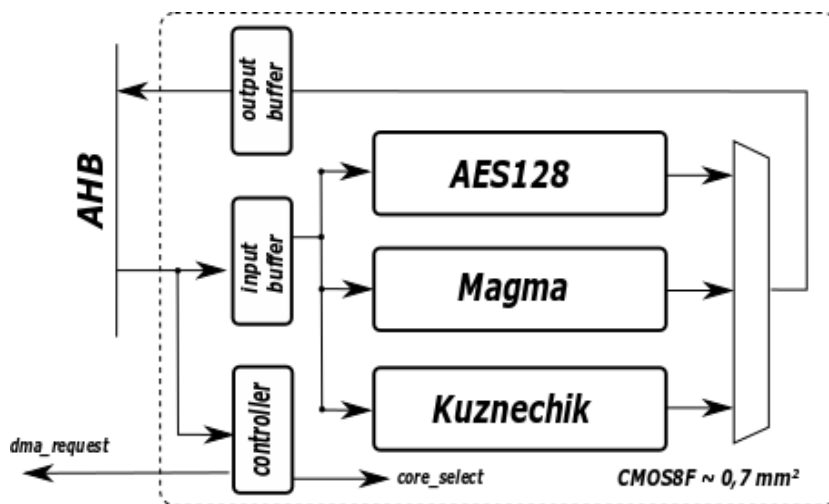 output
buffer
AHB
AES128
input
buffer
Magma
Kuznechik
controller
dma_request
core_select
CMOS8F ~ 0,7 mm²